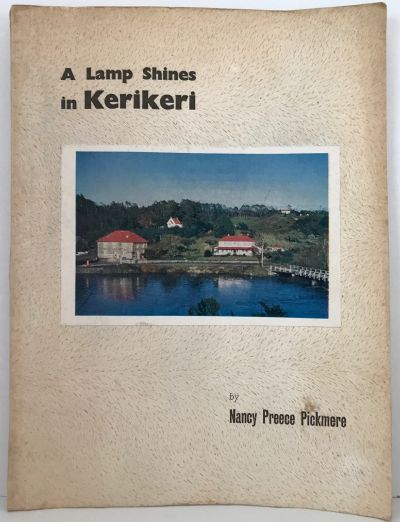 A Lamp Shines
in Kerikeri
by
Nancy Preece Pickmere